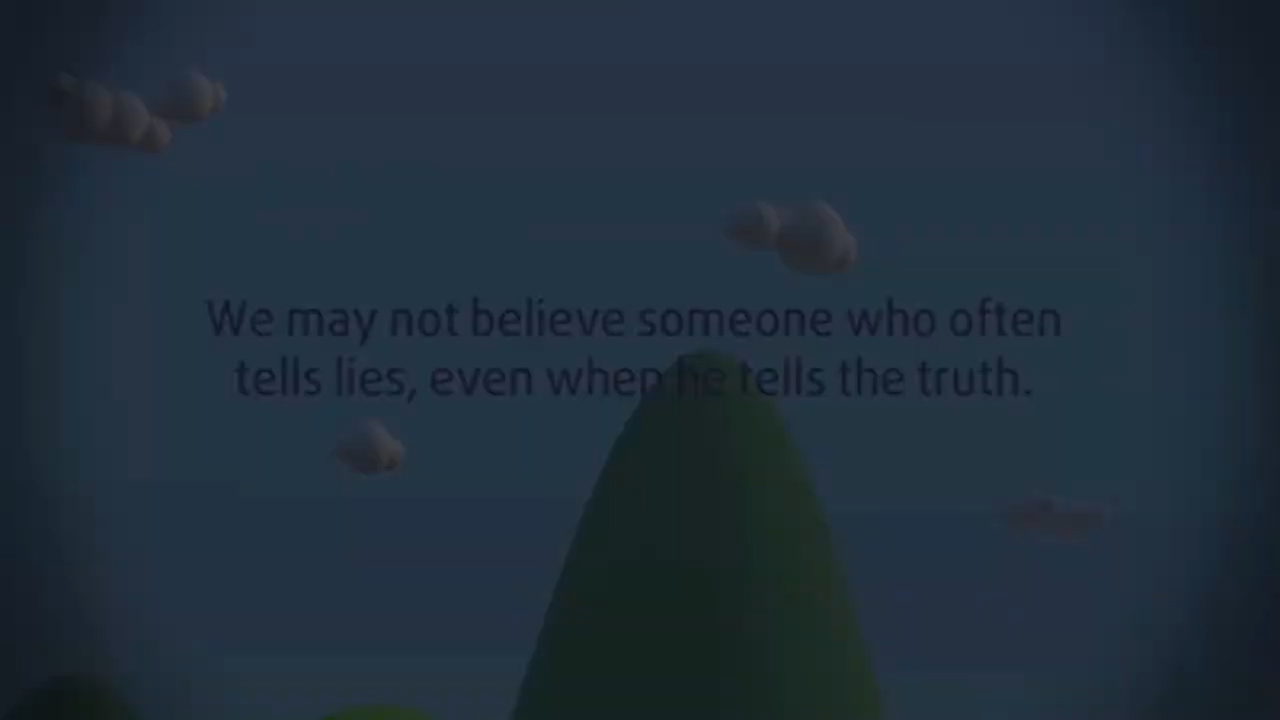 We may not believe someone who often
tells lies, even when he tells the truth.